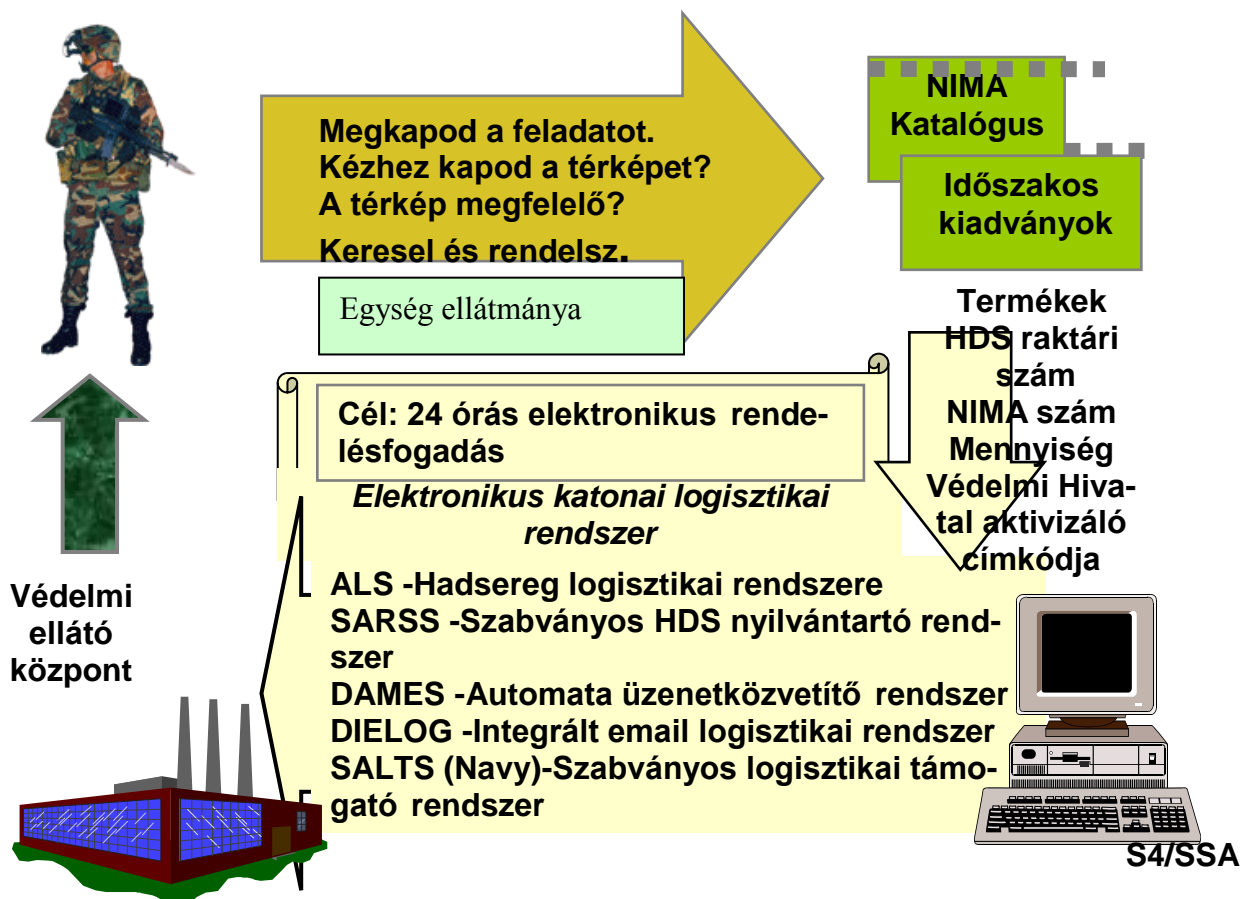 Megkapod a feladatot.
Kézhez kapod a térképet?
A térkép megfelelő?
Keresel és rendelsz.
Egység ellátmánya
NIMA
Katalógus
Időszakos
kiadványok
Termékek
HDS raktári
szám
NIMA szám
Mennyiség
Védelmi Hiva-
tal aktivizáló
címkódja
Cél: 24 órás elektronikus rende-
lésfogadás
Elektronikus katonai logisztikai
rendszer
ALS -Hadsereg logisztikai rendszere
SARSS -Szabványos HDS nyilvántartó rend-
szer
DAMES -Automata üzenetközvetítő rendszer
DIELOG -Integrált email logisztikai rendszer
SALTS (Navy)-Szabványos logisztikai támo-
gató rendszer
S4/SSA
Védelmi
ellátó
központ